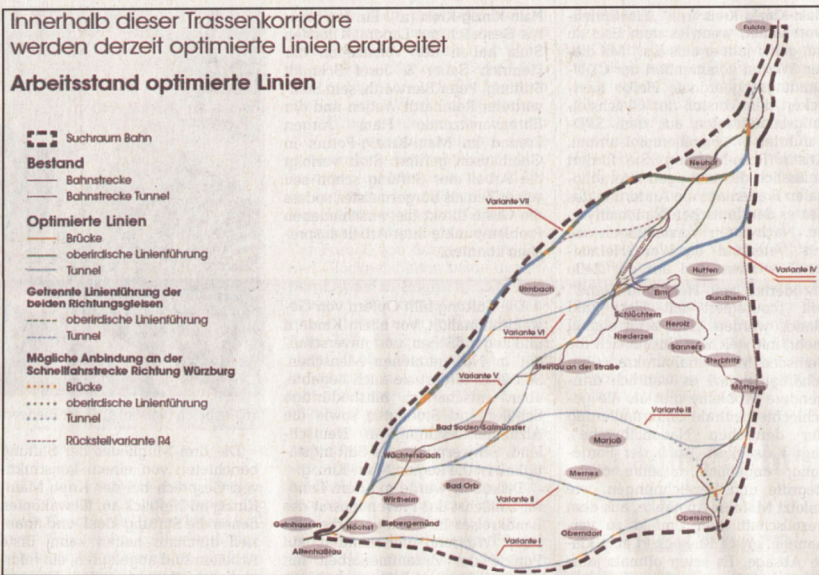 Innerhalb dieser Trassenkorridore
werden derzeit optimierte Linien erarbeitet
Arbeitsstand optimierte Linien
Suchraum Bahn
Bestand
Bahnstrecke
Bahnstrecke Tunnel
Optimierte Linien
Brücke
oberirdische Linienführung
Tunnel
Getrennte Linienführung der
beiden Richtungsgleisen
oberirdische Linienführung
Tunnel
Mögliche Anbindung an der
Schnellfahrstrecke Richtung Würzburg
Brücke
oberirdische Linienführung
Tunnel
Rückstellvariante R4
Neuhof
Variante VII
Variante IV
Hutten
Elm
Gundhelm
Ulmbach
Schlüchtern
Herolz
Niederzell
Sannerz
Sterbfritz
Variante VI
Steinau an der Straße
Mottgers
Variante V
Variante III
Bad Soden-Salmünster
Marjoß
Wächtersbach
Mernes
Bad Orb
Wirtheim
Variante II
Biebergemünd
Gelnhausen
Höchst
Obersinn
Oberndorf
Altenhaßlau
Variante I